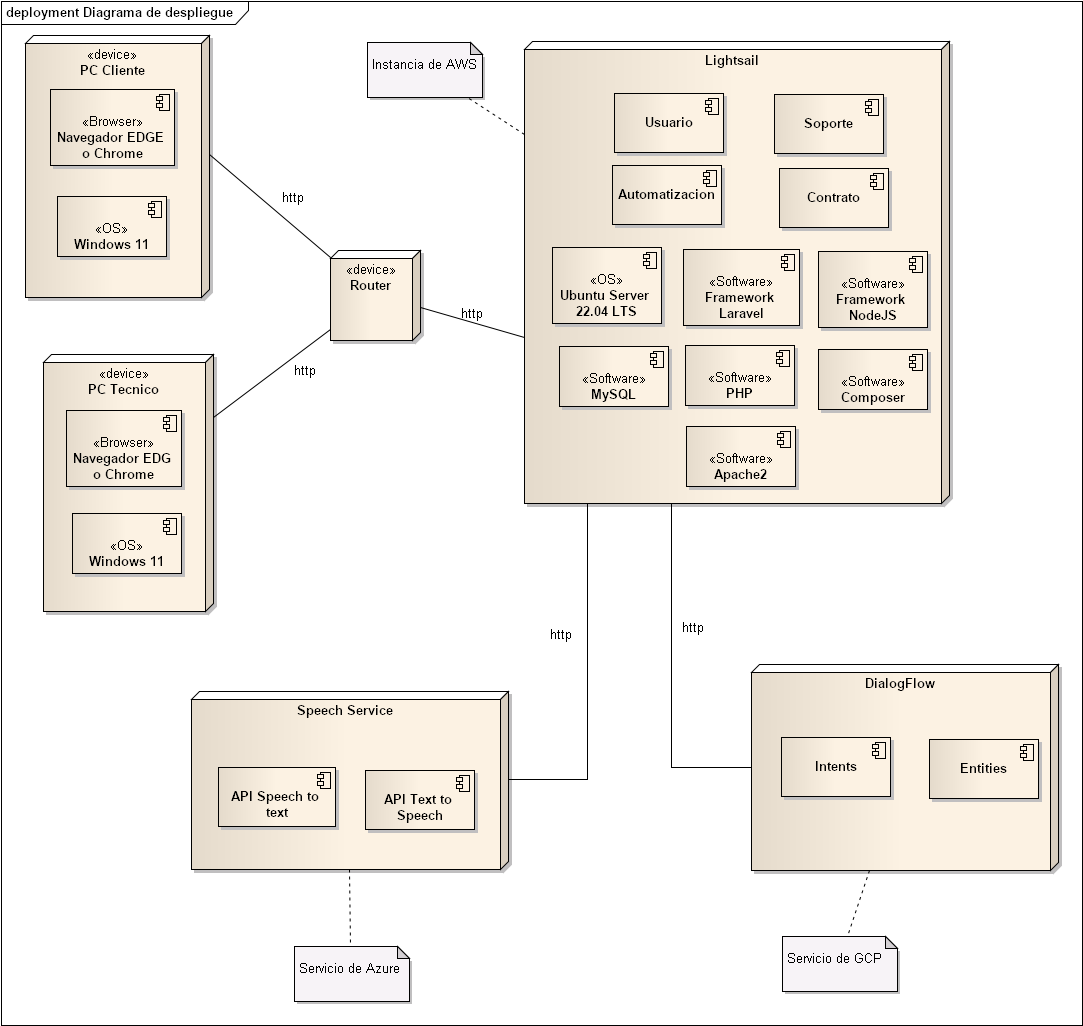 deployment Diagrama de despliegue
«device»
PC Cliente
«Browser»
Navegador EDGE
o Chrome
«OS»
Windows 11
http
Instancia de AWS
Lightsail
Usuario
Soporte
Automatizacion
Contrato
«OS»
Ubuntu Server
22.04 LTS
«Software»
Framework
Laravel
«Software»
Framework
NodeJS
«Software»
MySQL
«Software»
PHP
«Software»
Composer
«Software»
Apache2
«device»
Router
http
http
«device»
PC Tecnico
«Browser»
Navegador EDG
o Chrome
«OS»
Windows 11
http
http
Speech Service
API Speech to
text
API Text to
Speech
Servicio de Azure
DialogFlow
Intents
Entities
Servicio de GCP